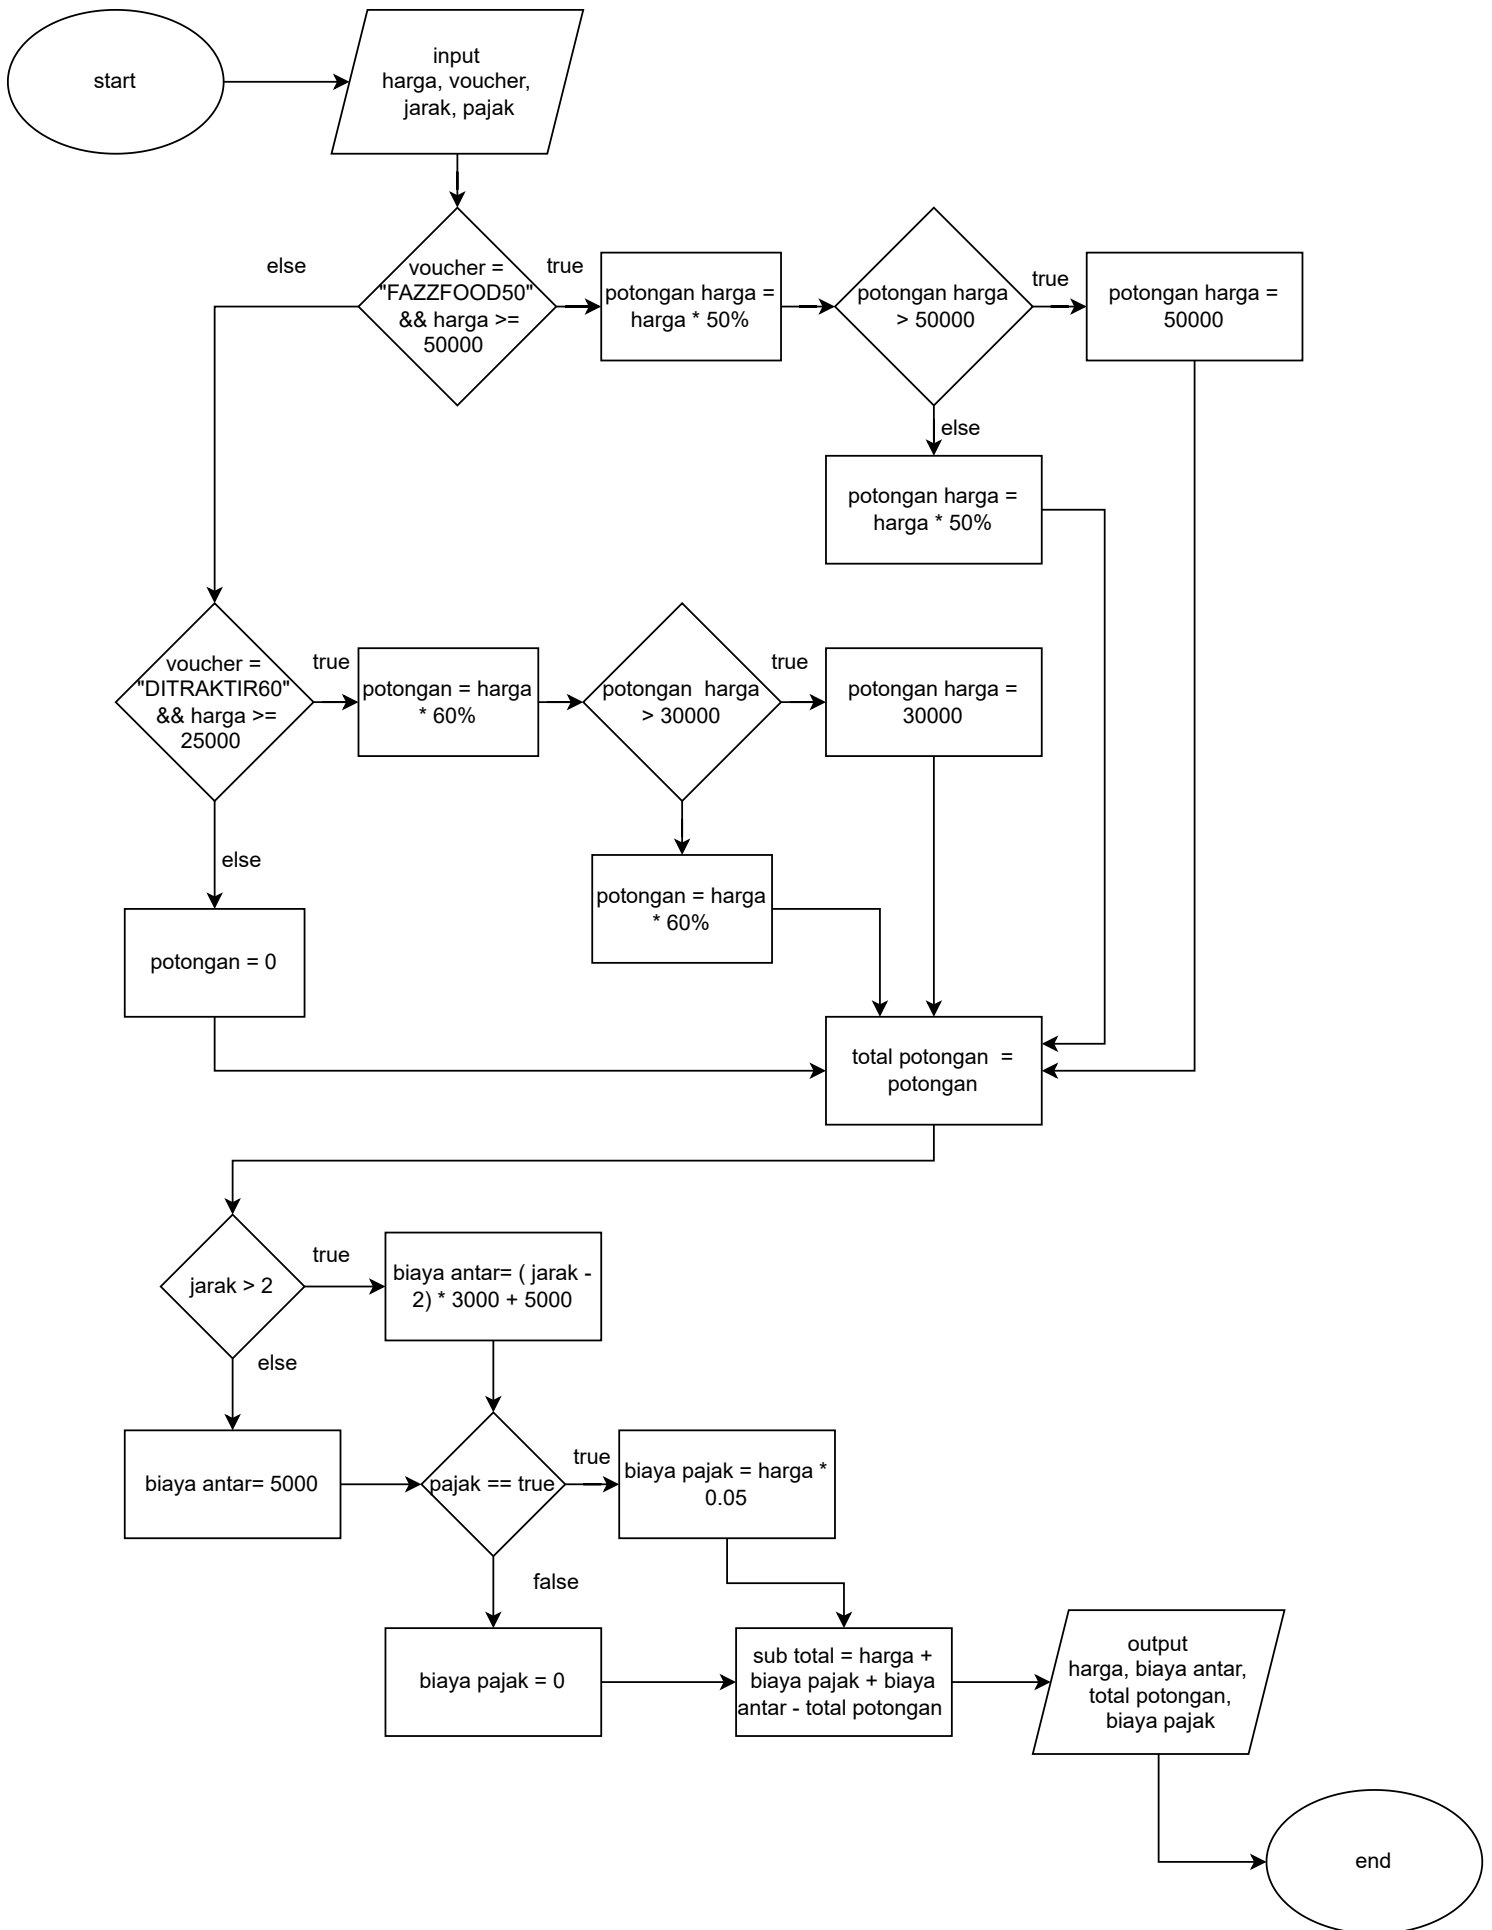 start
input
harga, voucher,
jarak, pajak
else
voucher =
"FAZZFOOD50"
&& harga >=
50000
true
potongan harga =
harga * 50%
potongan harga
> 50000
true
potongan harga =
50000
else
potongan harga =
harga * 50%
voucher =
"DITRAKTIR60"
&& harga >=
25000
true
potongan = harga
* 60%
potongan  harga
> 30000
true
potongan harga =
30000
else
potongan = harga
* 60%
potongan = 0
total potongan  =
potongan
jarak > 2
true
biaya antar= ( jarak -
2) * 3000 + 5000
else
biaya antar= 5000
pajak == true
true
biaya pajak = harga *
0.05
false
biaya pajak = 0
sub total = harga +
biaya pajak + biaya
antar - total potongan
output
harga, biaya antar,
total potongan,
biaya pajak
end